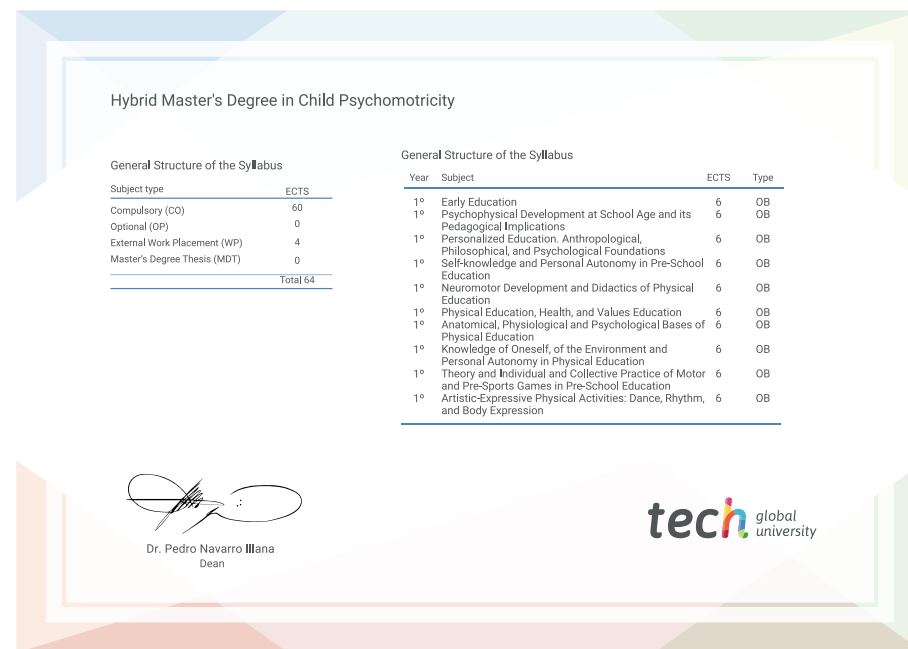 Hybrid Master's Degree in Child Psychomotricity
General Structure of the Syllabus
Subject type ECTS
Compulsory (CO) 60
Optional (OP) 0
External Work Placement (WP) 4
Master's Degree Thesis (MDT) 0
Total 64
General Structure of the Syllabus
Year Subject ECTS Type
1º Early Education 6 OB
1º Psychophysical Development at School Age and its 6 OB
Pedagogical Implications
1º Personalized Education. Anthropological, 6 OB
Philosophical, and Psychological Foundations
1º Self-knowledge and Personal Autonomy in Pre-School 6 OB
Education
1º Neuromotor Development and Didactics of Physical 6 OB
Education
1º Physical Education, Health, and Values Education 6 OB
1º Anatomical, Physiological and Psychological Bases of 6 OB
Physical Education
1º Knowledge of Oneself, of the Environment and 6 OB
Personal Autonomy in Physical Education
1º Theory and Individual and Collective Practice of Motor 6 OB
and Pre-Sports Games in Pre-School Education
1º Artistic-Expressive Physical Activities: Dance, Rhythm, 6 OB
and Body Expression
Dr. Pedro Navarro Illana
Dean
tech global
university